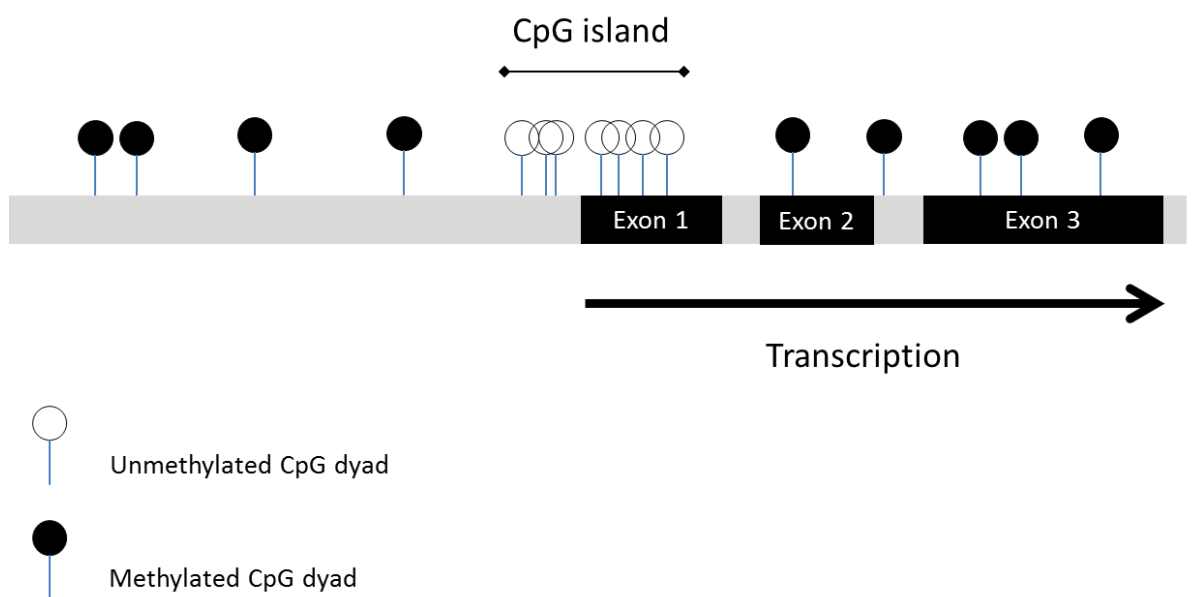 CpG island
Exon 1 Exon 2 Exon 3
Transcription
Unmethylated CpG dyad
Methylated CpG dyad